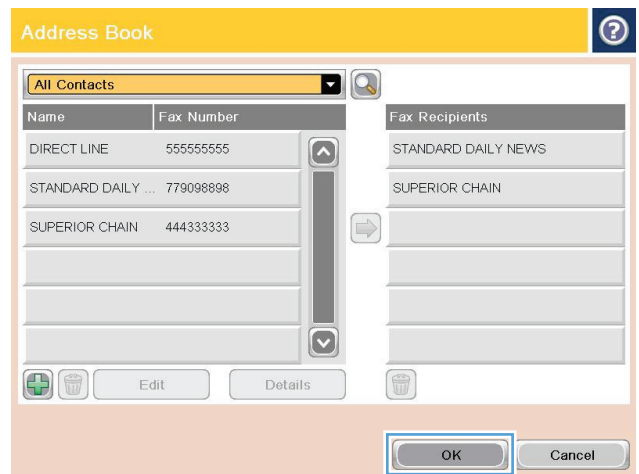 Address Book
?
All Contacts
Name Fax Number
Fax Recipients
DIRECT LINE 555555555
STANDARD DAILY NEWS
STANDARD DAILY ... 779098898
SUPERIOR CHAIN
SUPERIOR CHAIN 444333333
Edit
Details
OK
Cancel